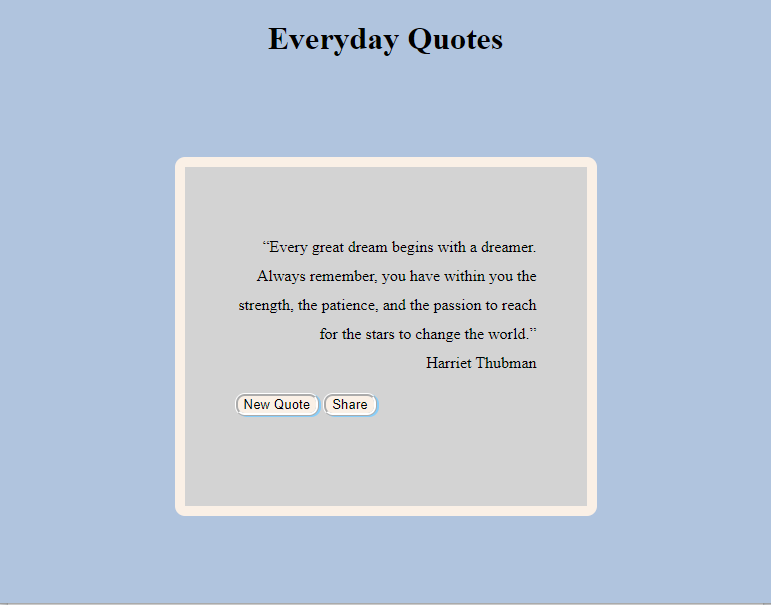 Everyday Quotes
“Every great dream begins with a dreamer.
Always remember, you have within you the
strength, the patience, and the passion to reach
for the stars to change the world.”
Harriet Thubman
New Quote
Share